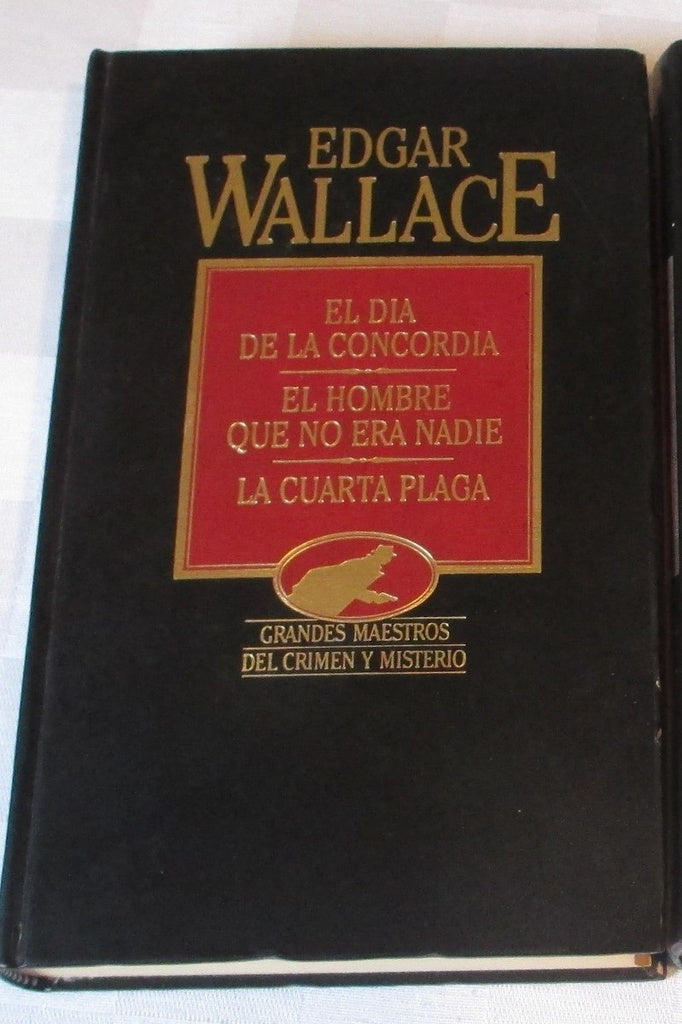 EDGAR
WALLACE
EL DIA
DE LA CONCORDIA
EL HOMBRE
QUE NO ERA NADIE
LA CUARTA PLAGA
GRANDES MAESTROS
DEL CRIMEN Y MISTERIO